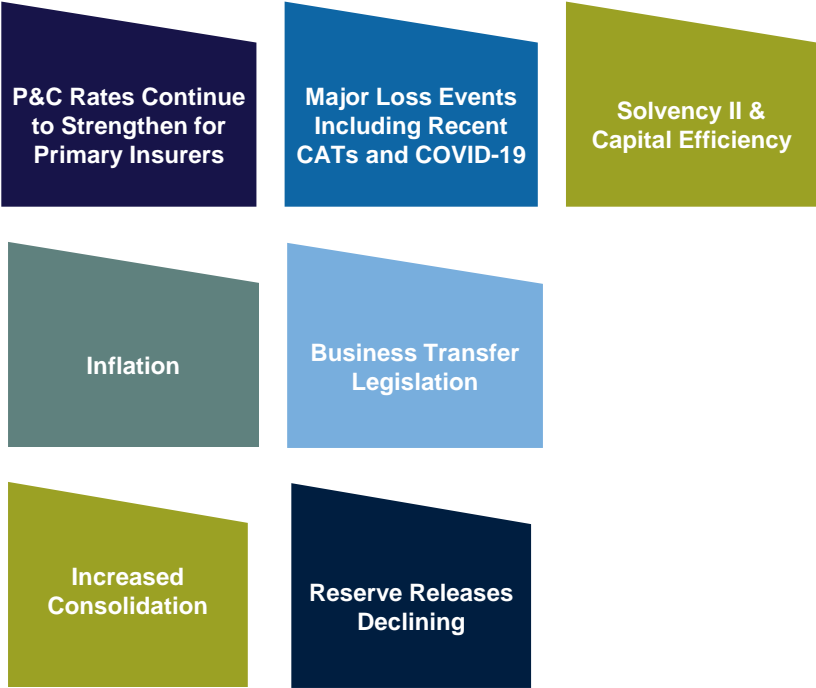 P&C Rates Continue
to Strengthen for
Primary Insurers
Major Loss Events
Including Recent
CATs and COVID-19
Solvency II &
Capital Efficiency
Inflation
Business Transfer
Legislation
Increased
Consolidation
Reserve Releases
Declining